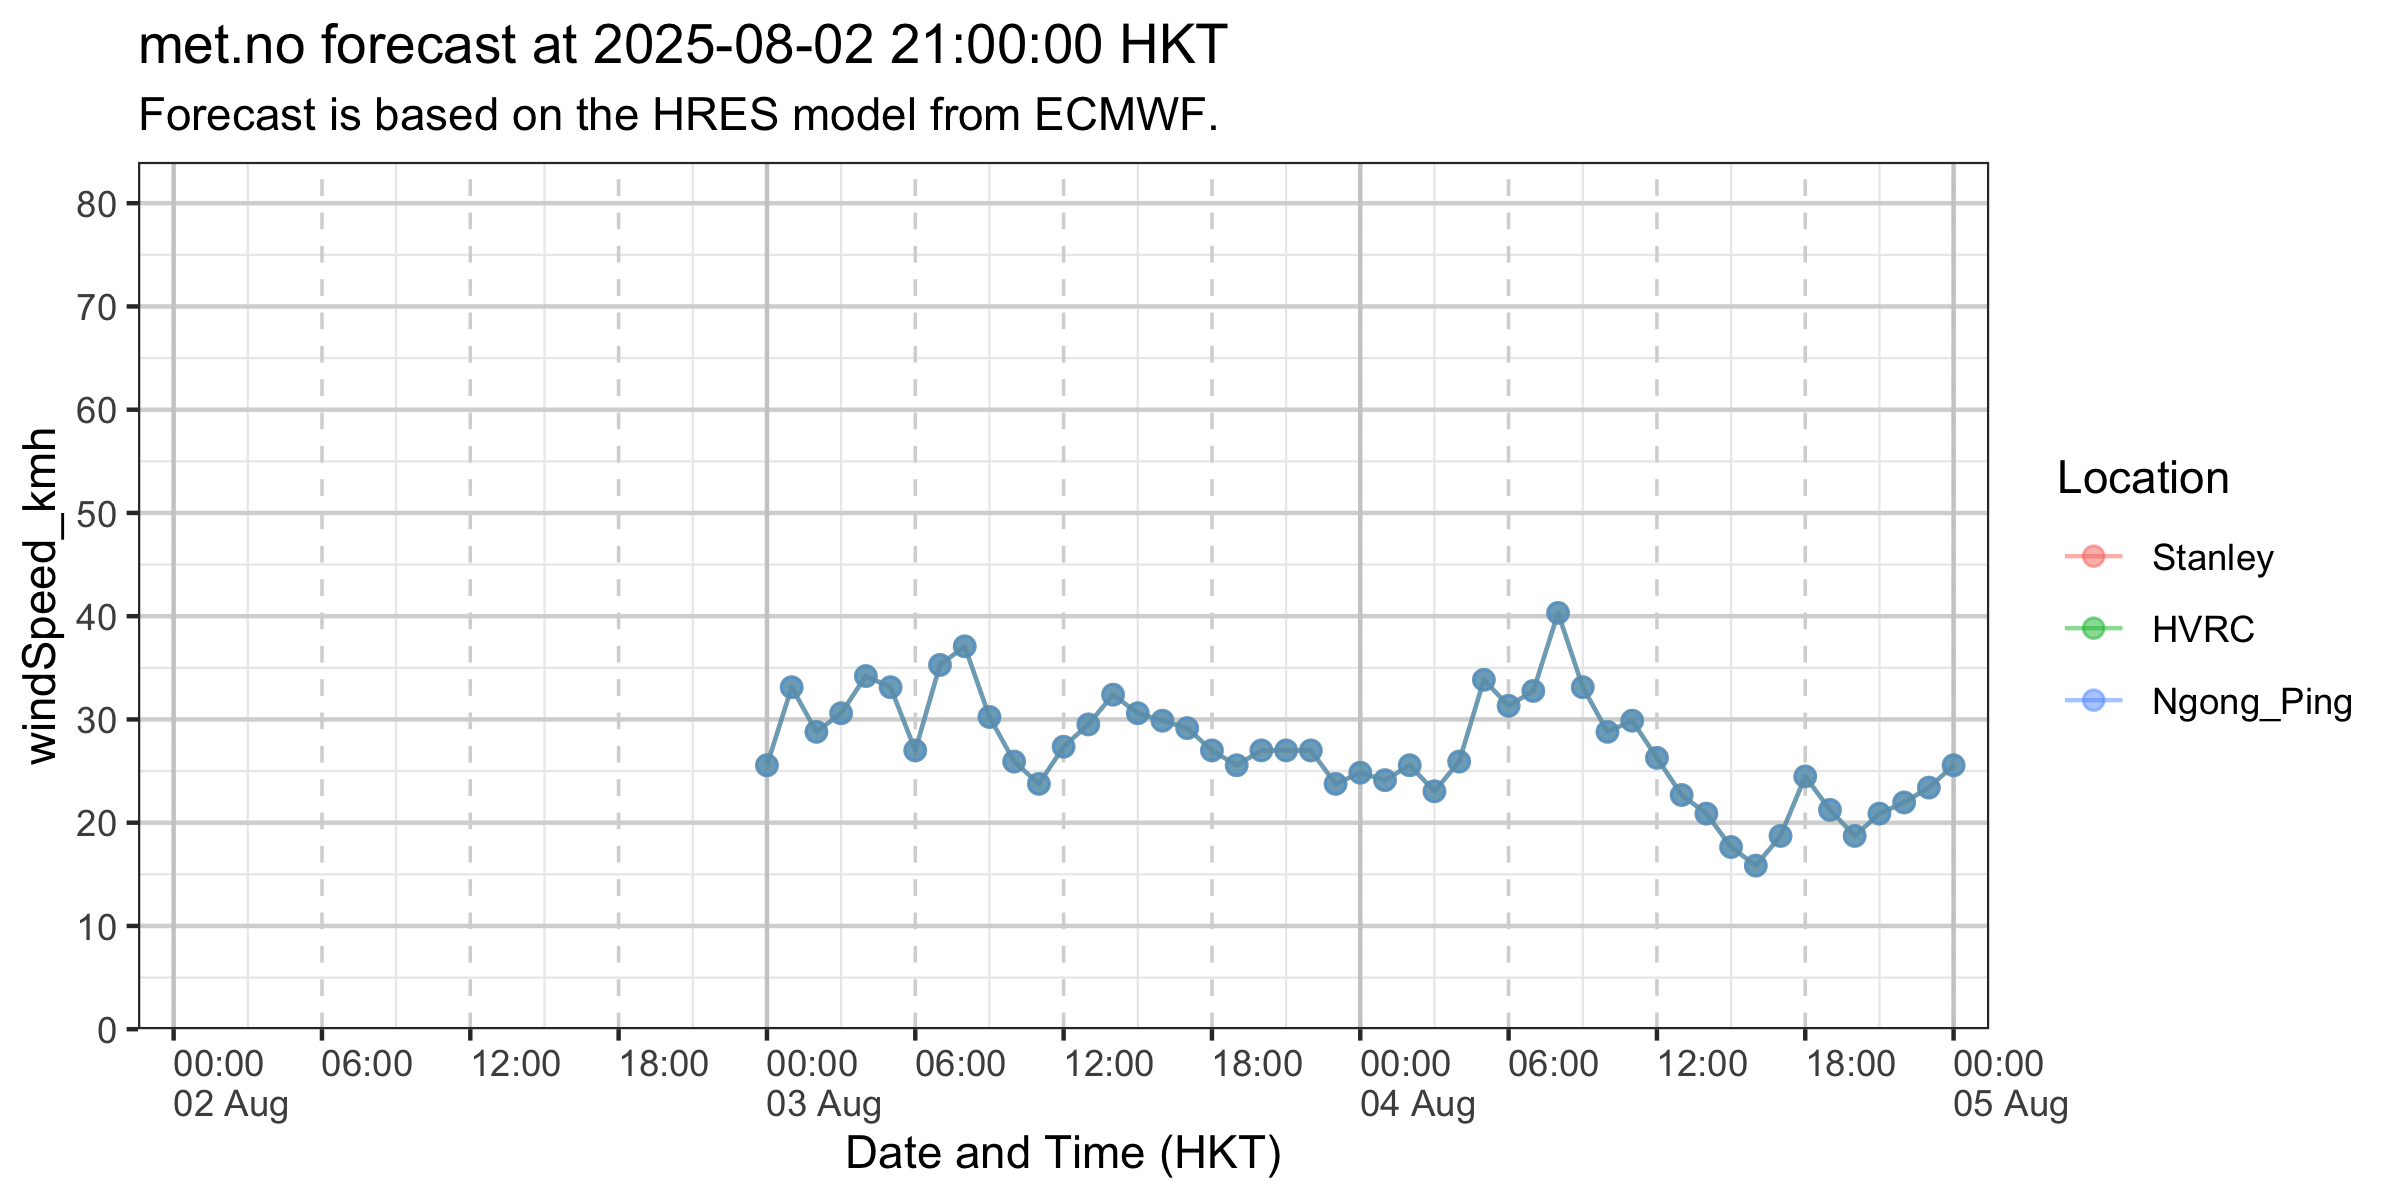 met.no forecast at 2025-08-02 21:00:00 HKT
Forecast is based on the HRES model from ECMWF.
windSpeed_kmh
80
70
60
50
40
30
20
10
0
00:00 06:00 12:00 18:00 00:00 06:00 12:00 18:00 00:00 06:00 12:00 18:00 00:00
02 Aug 03 Aug 04 Aug 05 Aug
Date and Time (HKT)
Location
Stanley
HVRC
Ngong_Ping